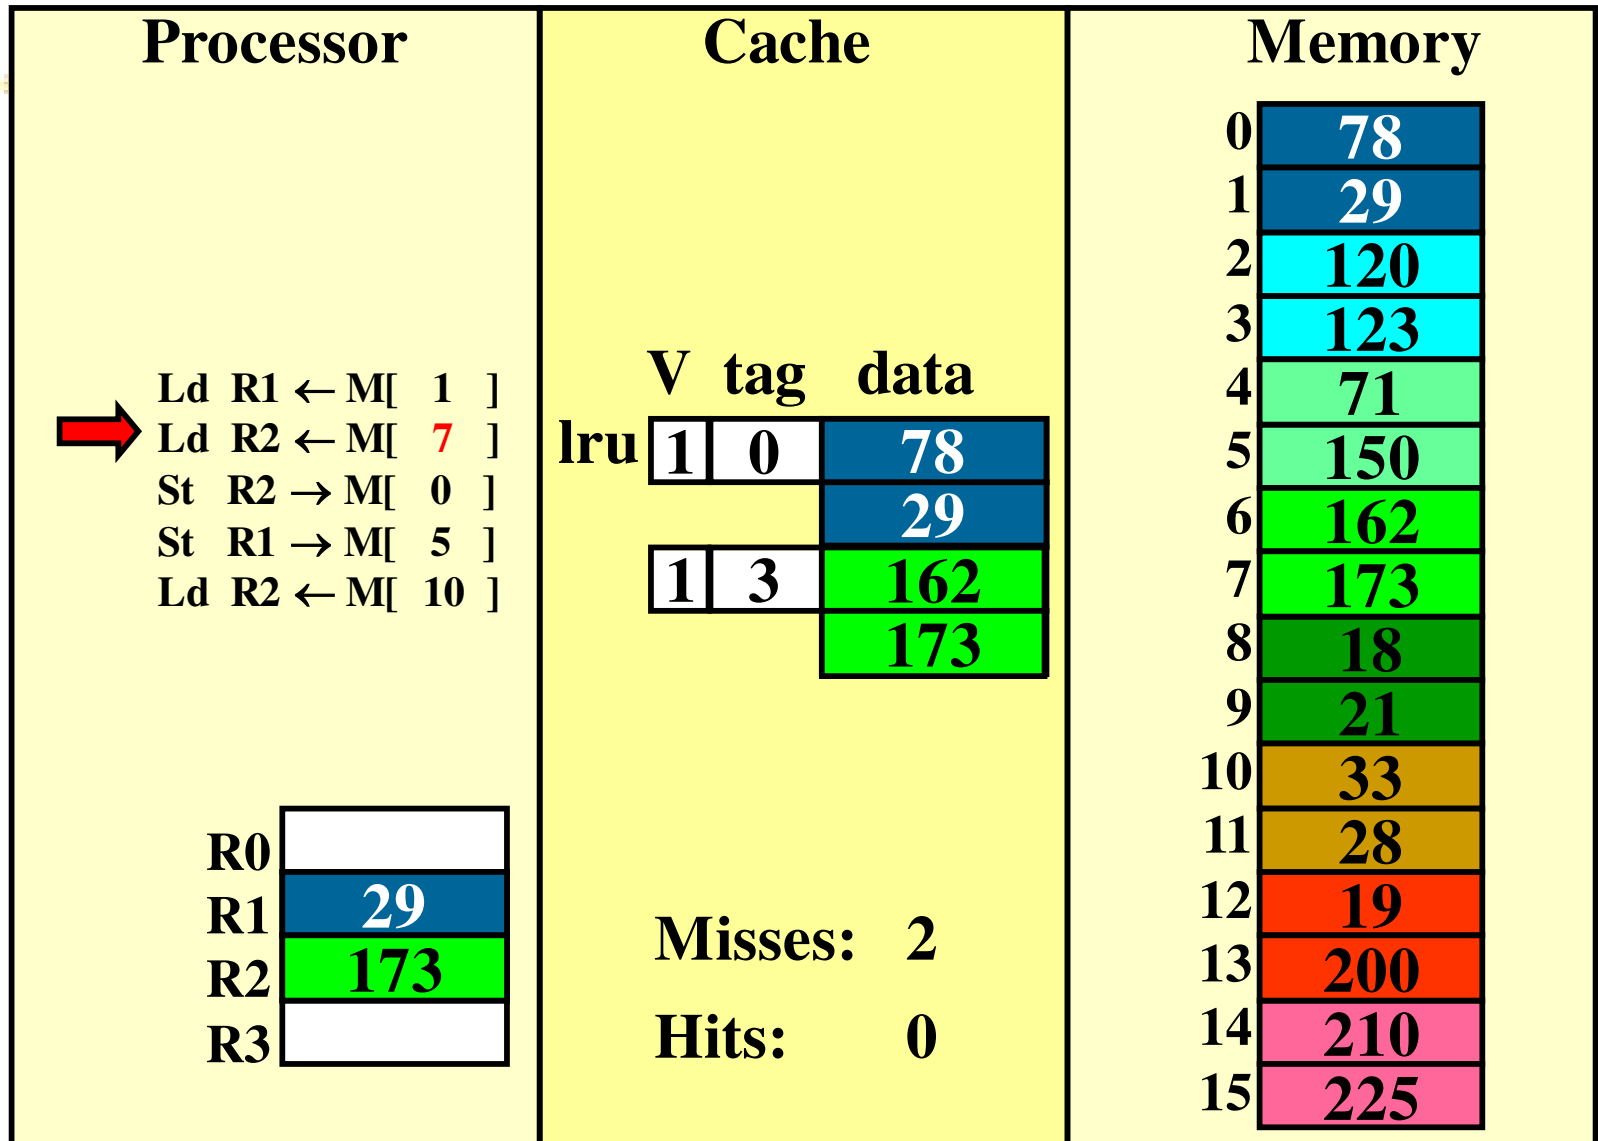 Processor
Ld R1 ← M[ 1 ]
Ld R2 ← M[ 7 ]
St R2 → M[ 0 ]
St R1 → M[ 5 ]
Ld R2 ← M[ 10 ]
R0
R1 29
R2 173
R3
Cache
V tag data
lru 1 0 78
29
1 3 162
173
Misses: 2
Hits: 0
Memory
0 78
1 29
2 120
3 123
4 71
5 150
6 162
7 173
8 18
9 21
10 33
11 28
12 19
13 200
14 210
15 225